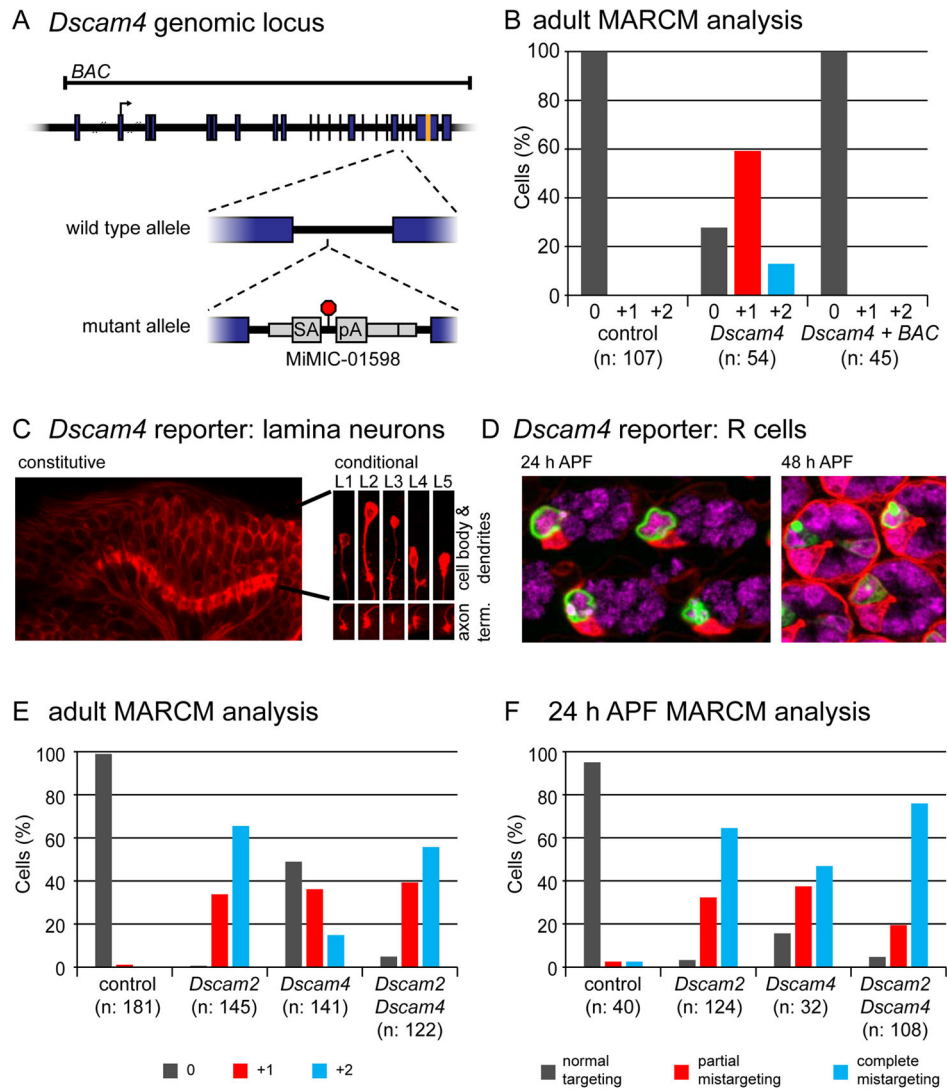 A Dscam4 genomic locus
BAC
wild type allele
mutant allele
SA pA
MiMIC-01598
B adult MARCM analysis
Cells (%)
100
80
60
40
20
0
0 +1 +2 0 +1 +2 0 +1 +2
control Dscam4 Dscam4 + BAC
(n: 107) (n: 54) (n: 45)
C Dscam4 reporter: lamina neurons
constitutive
conditional
L1 L2 L3 L4 L5
cell body &
dendrites
axon
term.
D Dscam4 reporter: R cells
24 h APF
48 h APF
E adult MARCM analysis
Cells (%)
100
80
60
40
20
0
control Dscam2 Dscam4 Dscam2
Dscam4
(n: 181) (n: 145) (n: 141)
(n: 122)
0 +1 +2
F 24 h APF MARCM analysis
Cells (%)
100
80
60
40
20
0
control Dscam2 Dscam4 Dscam2
Dscam4
(n: 40) (n: 124) (n: 32)
(n: 108)
normal
targeting
partial
mistargeting
complete
mistargeting